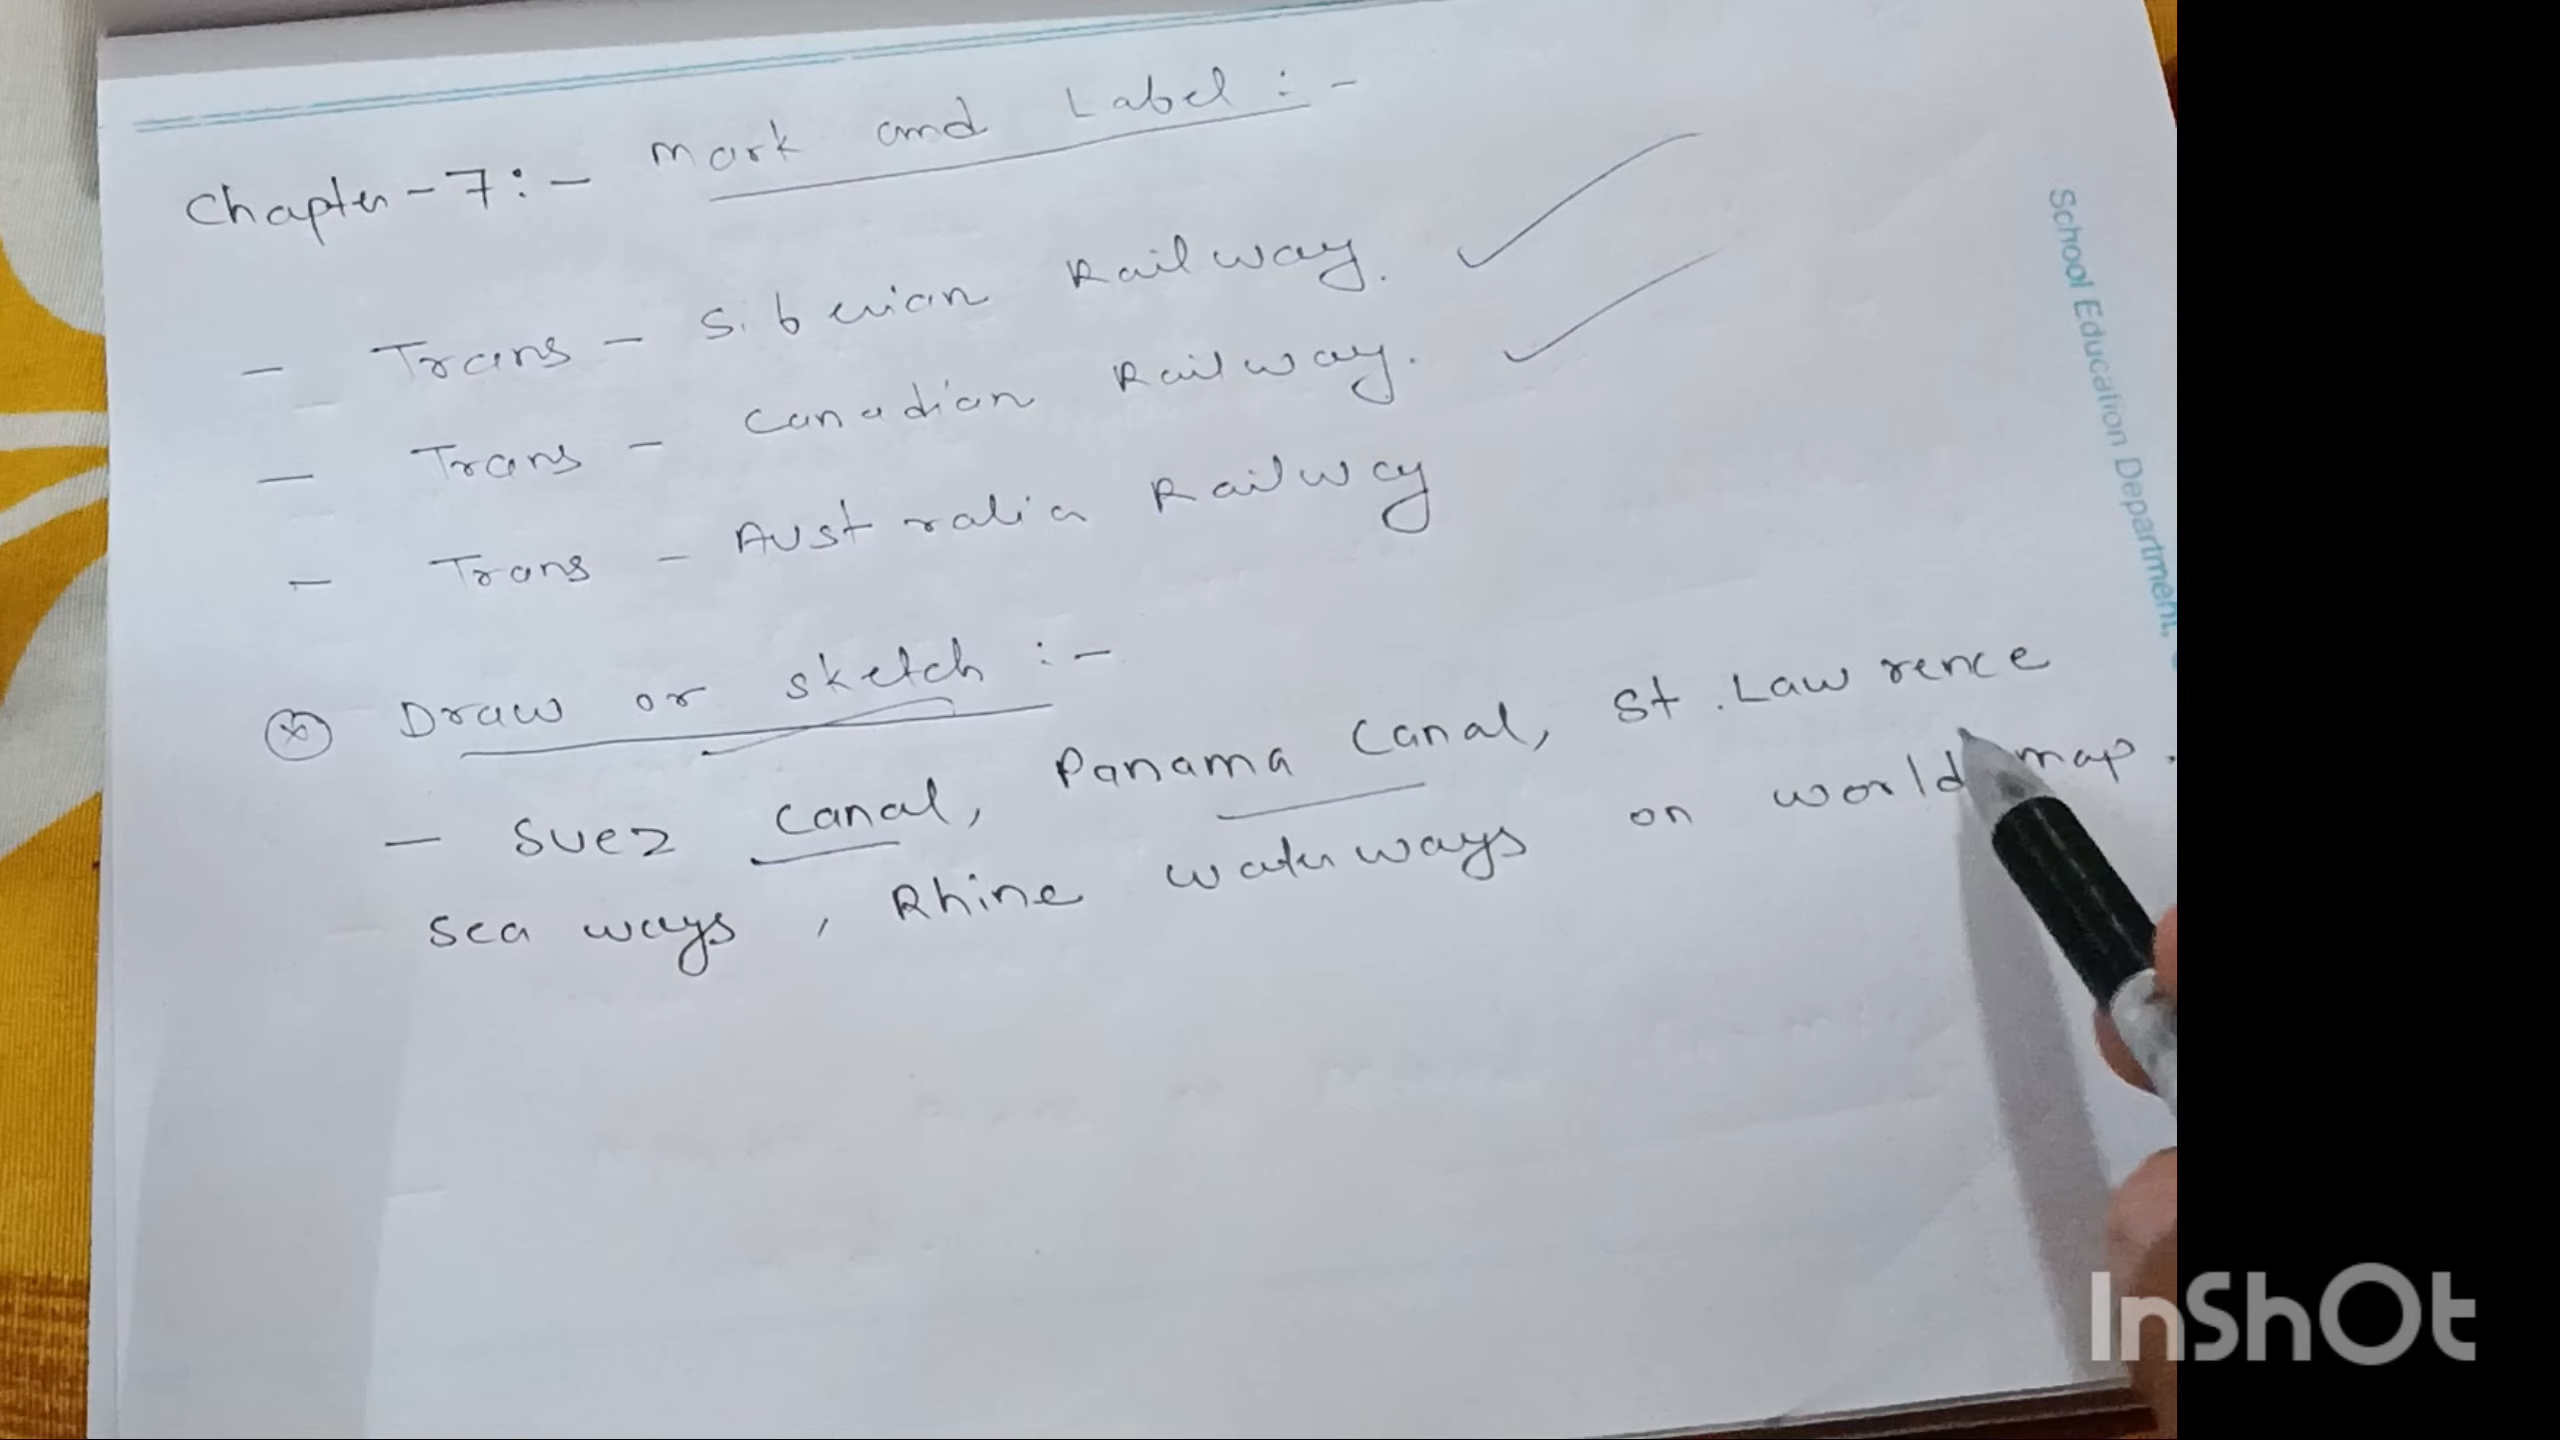 Chapter-7:- Mark and Label:-
- Trans - Siberian Railway.
- Trans - Canadian Railway.
- Trans - Australia Railway
Draw or sketch :-
- Suez Canal, Panama Canal, St. Lawrence
Sea ways, Rhine waterways on world map.
School Education Department,
InShOt